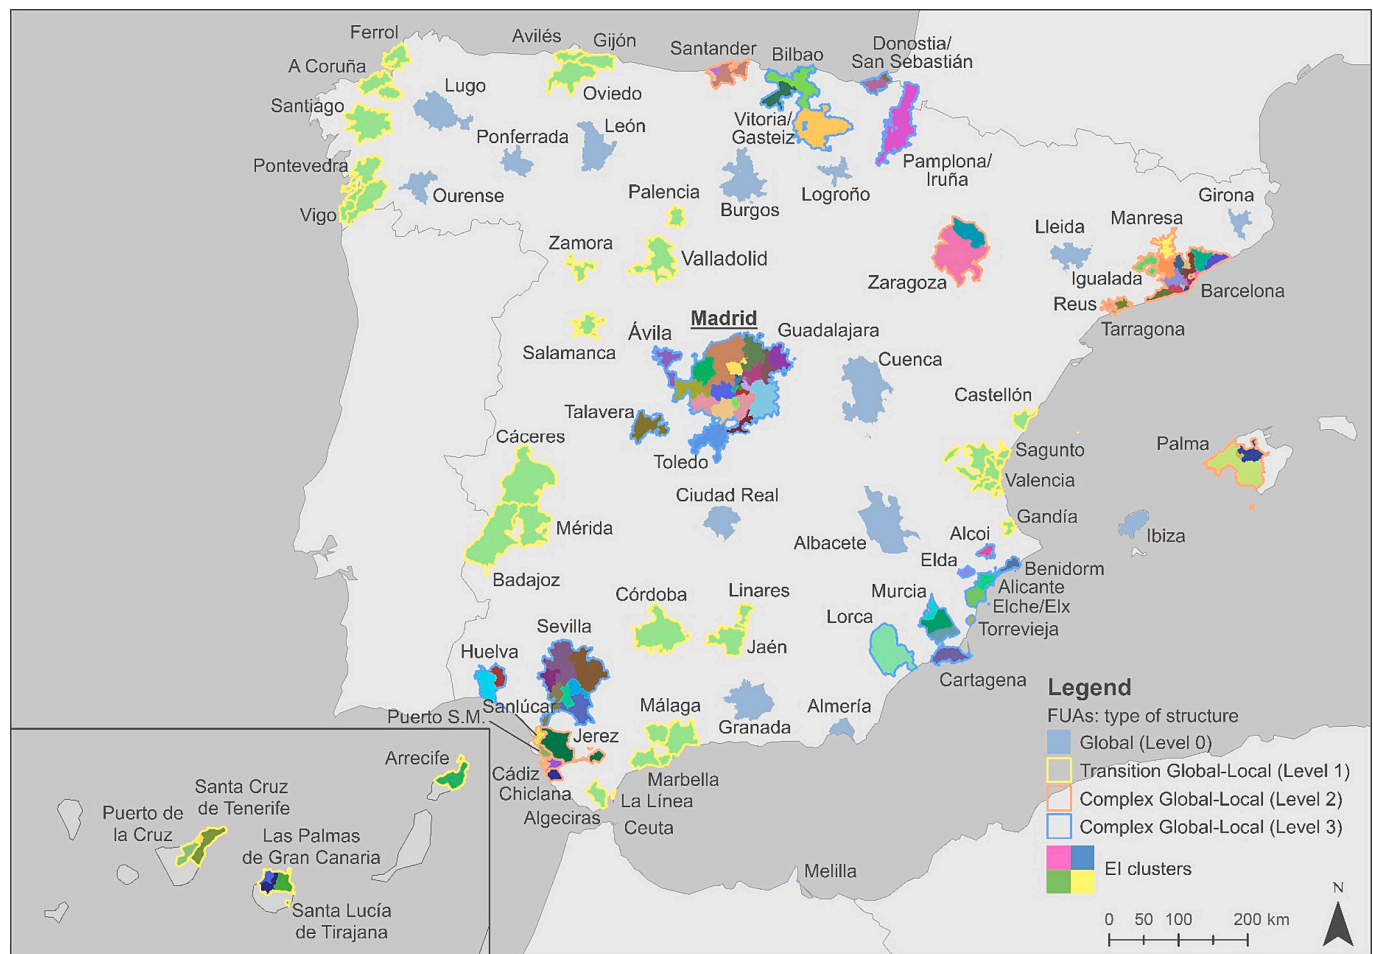 Ferrol
Avilés
Gijón
Santander
Bilbao
Donostia/
San Sebastián
A Coruña
Lugo
Oviedo
Santiago
Ponferrada
León
Vitoria/
Gasteiz
Pamplona/
Iruña
Pontevedra
Ourense
Palencia
Burgos
Logroño
Girona
Vigo
Zamora
Valladolid
Lleida
Manresa
Zaragoza
Igualada
Barcelona
Reus
Tarragona
Salamanca
Ávila
Madrid
Guadalajara
Cuenca
Talavera
Castellón
Cáceres
Toledo
Sagunto
Palma
Valencia
Ciudad Real
Mérida
Albacete
Gandía
Alcoi
Ibiza
Elda
Benidorm
Badajoz
Alicante
Córdoba
Linares
Murcia
Elche/Elx
Lorca
Torrevieja
Sevilla
Jaén
Huelva
Cartagena
Sanlúcar
Málaga
Almería
Puerto S.M.
Granada
Jerez
Cádiz
Marbella
Chiclana
La Línea
Algeciras
Ceuta
Melilla
Arrecife
Santa Cruz
de Tenerife
Puerto de
la Cruz
Las Palmas
de Gran Canaria
Santa Lucía
de Tirajana
Legend
FUAs: type of structure
Global (Level 0)
Transition Global-Local (Level 1)
Complex Global-Local (Level 2)
Complex Global-Local (Level 3)
EI clusters
N
0 50 100 200 km